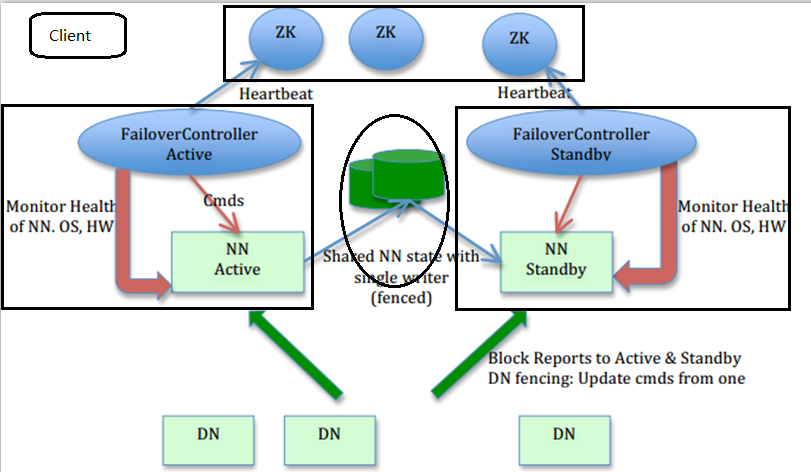 Client
ZK
ZK
ZK
Heartbeat
Heartbeat
FailoverController
Active
FailoverController
Standby
Monitor Health
of NN. OS, HW
Cmds
Monitor Health
of NN. OS, HW
NN
Active
Shared NN state with
single writer
(fenced)
NN
Standby
Block Reports to Active & Standby
DN fencing: Update cmds from one
DN
DN
DN